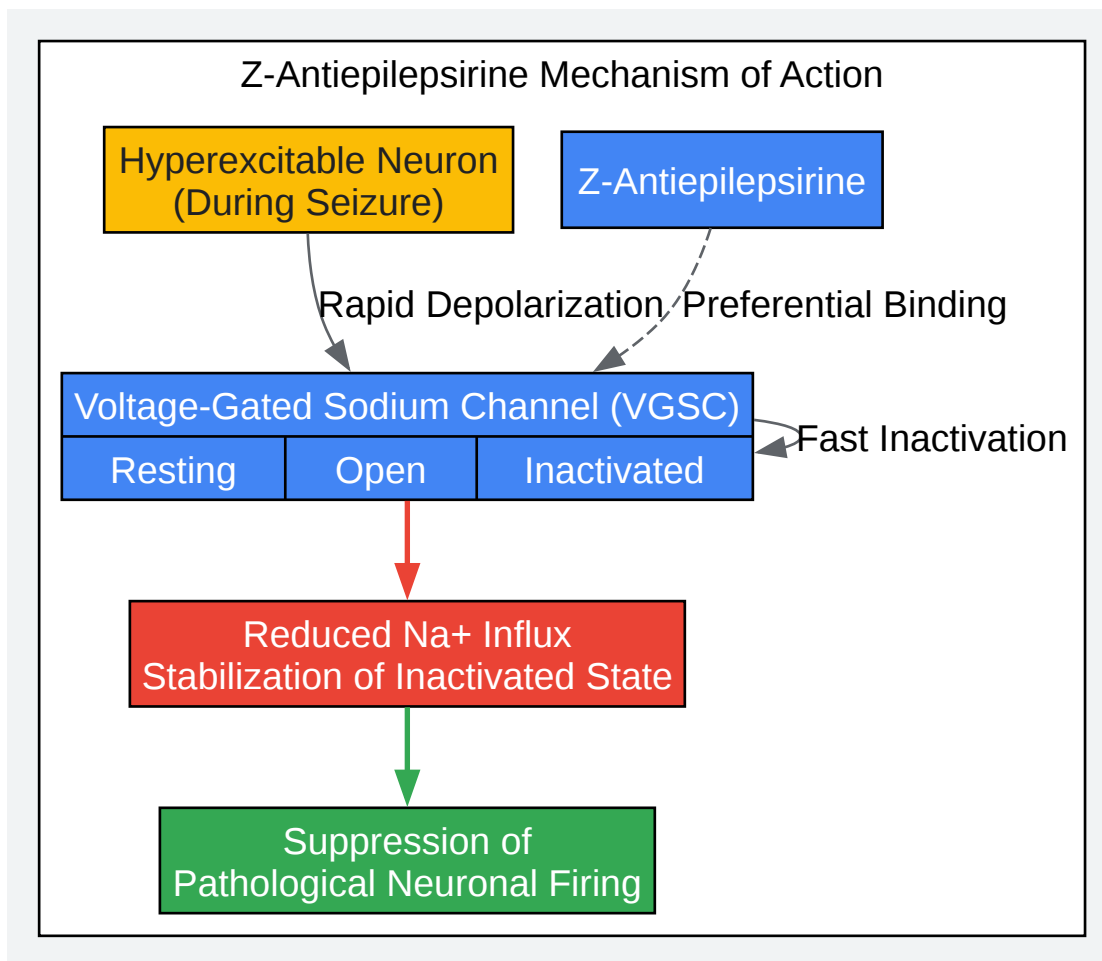 Z-Antiepilepsirine Mechanism of Action
Hyperexcitable Neuron
(During Seizure)
Z-Antiepilepsirine
Rapid Depolarization
Preferential Binding
Voltage-Gated Sodium Channel (VGSC)
Fast Inactivation
Resting
Open
Inactivated
Reduced Na+ Influx
Stabilization of Inactivated State
Suppression of
Pathological Neuronal Firing